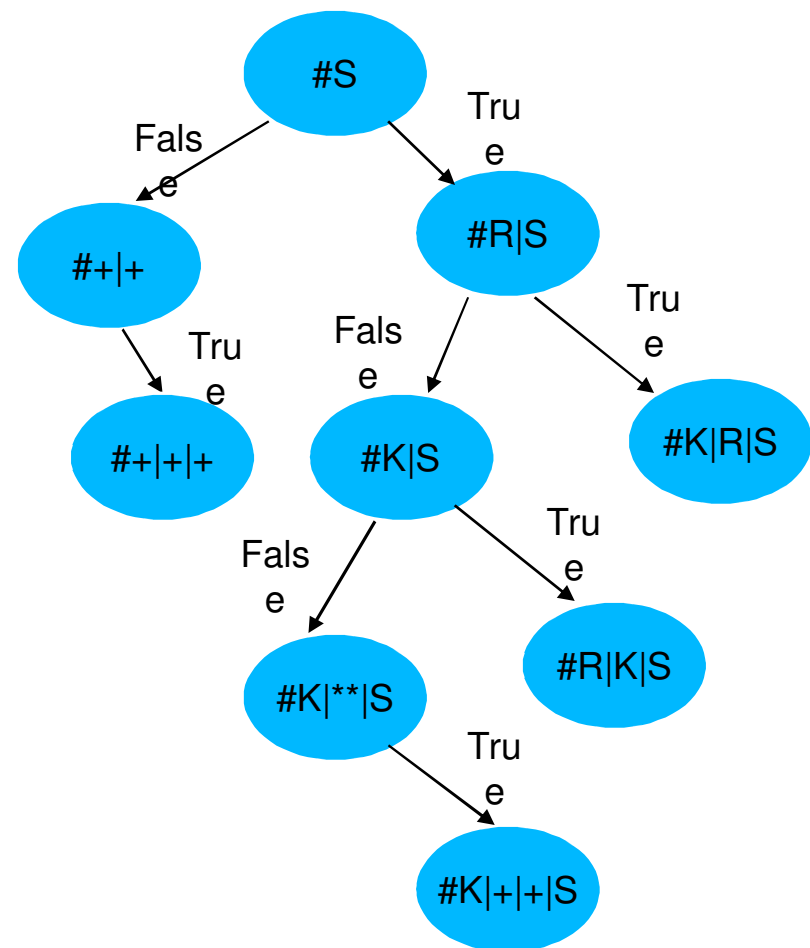 #S
Fals
e
Tru
e
#+|+
#R|S
Tru
e
Fals
e
Tru
e
#+|+|+
#K|S
#K|R|S
Fals
e
Tru
e
#K|**|S
#R|K|S
Tru
e
#K|+|+|S